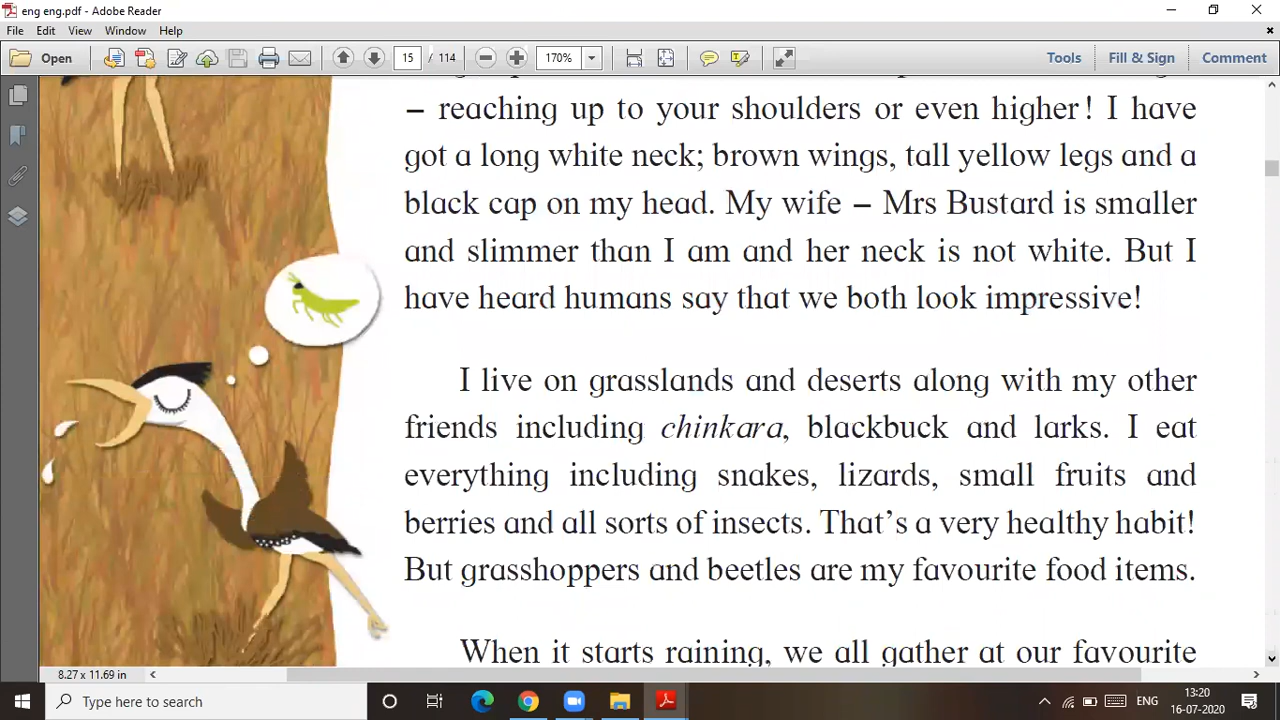 eng eng.pdf - Adobe Reader
File Edit View Window Help
Open 15 / 114 170% Tools Fill & Sign Comment
– reaching up to your shoulders or even higher! I have
got a long white neck; brown wings, tall yellow legs and a
black cap on my head. My wife – Mrs Bustard is smaller
and slimmer than I am and her neck is not white. But I
have heard humans say that we both look impressive!
I live on grasslands and deserts along with my other
friends including chinkara, blackbuck and larks. I eat
everything including snakes, lizards, small fruits and
berries and all sorts of insects. That's a very healthy habit!
But grasshoppers and beetles are my favourite food items.
When it starts raining, we all gather at our favourite
8.27 x 11.69 in
Type here to search
ENG
13:20
16-07-2020